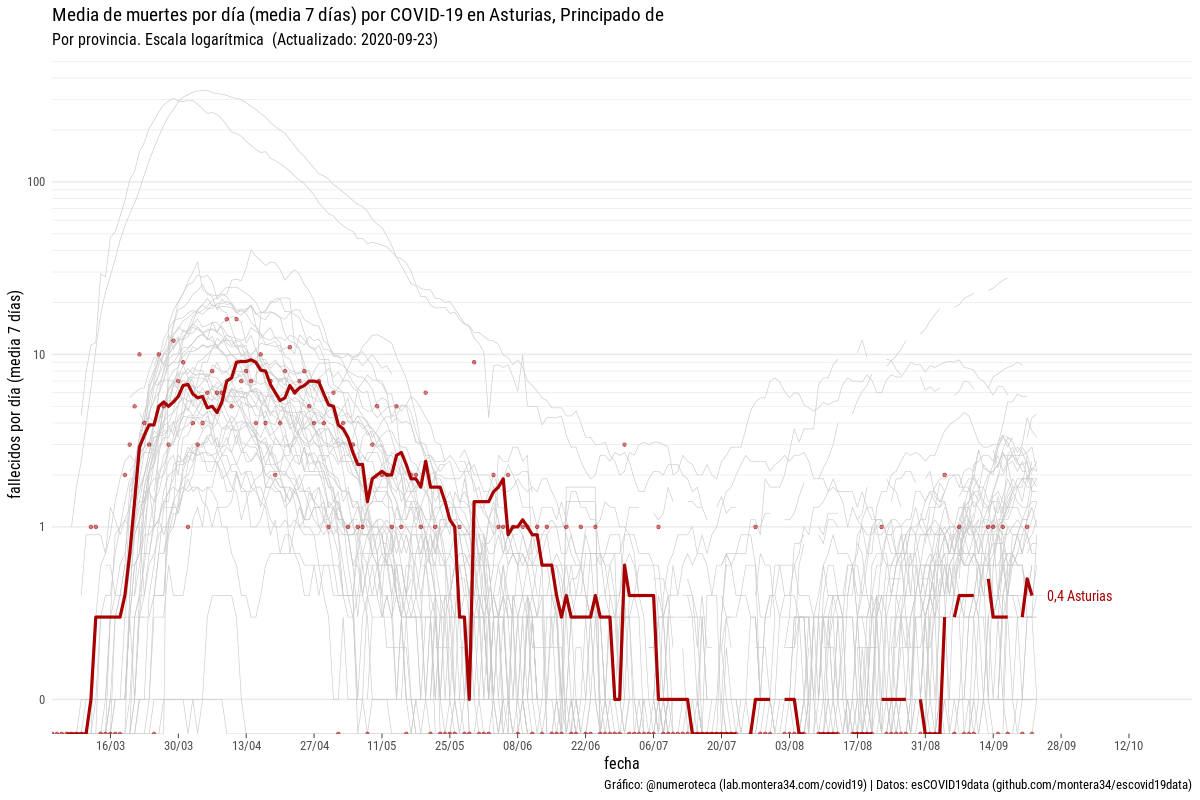 Media de muertes por día (media 7 días) por COVID-19 en Asturias, Principado de
Por provincia. Escala logarítmica (Actualizado: 2020-09-23)
fallecidos por día (media 7 días)
100
10
1
0
0,4 Asturias
16/03 30/03 13/04 27/04 11/05 25/05 08/06 22/06 06/07 20/07 03/08 17/08 31/08 14/09 28/09 12/10
fecha
Gráfico: @numeroteca (lab.montera34.com/covid19) | Datos: esCOVID19data (github.com/montera34/escovid19data)